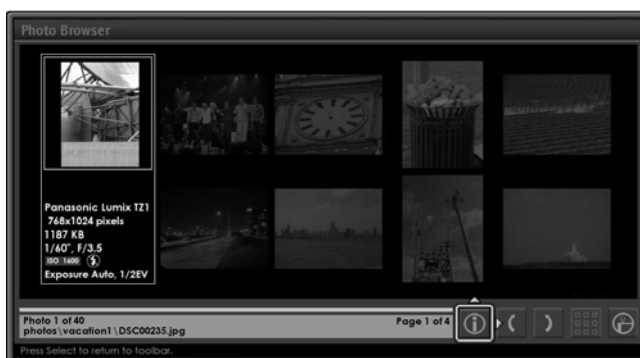 Photo Browser
Panasonic Lumix TZ1
768x1024 pixels
1187 KB
1/60", F/3.5
ISO 1600
Exposure Auto, 1/2EV
Photo 1 of 40
Page 1 of 4
photos\vacation1\DSC00235.jpg
Press Select to return to toolbar.